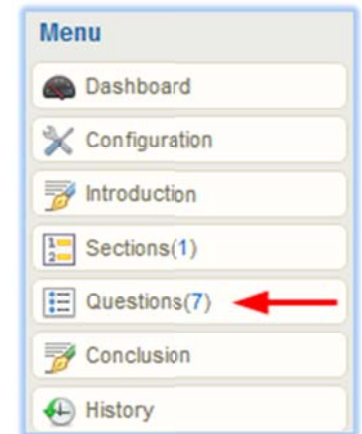 Menu
Dashboard
Configuration
Introduction
Sections(1)
Questions(7)
Conclusion
History